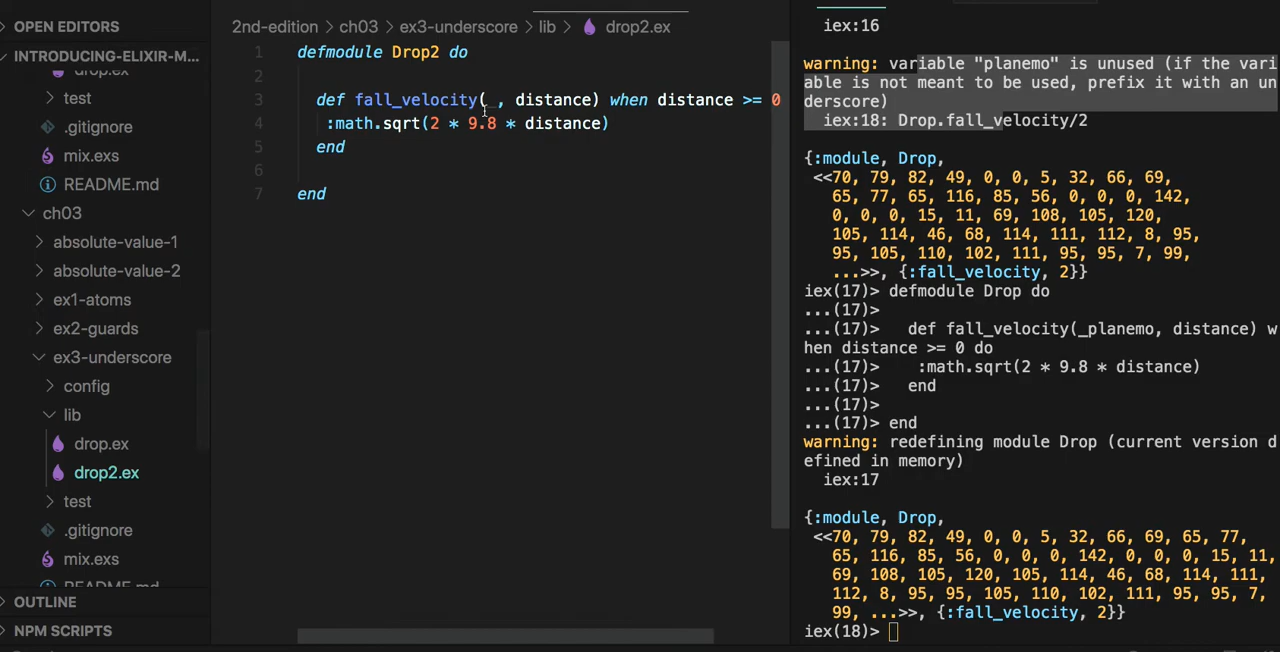 OPEN EDITORS
INTRODUCING-ELIXIR-M...
drop.ex
test
.gitignore
mix.exs
README.md
ch03
absolute-value-1
absolute-value-2
ex1-atoms
ex2-guards
ex3-underscore
config
lib
drop.ex
drop2.ex
test
.gitignore
mix.exs
README.md
OUTLINE
NPM SCRIPTS
2nd-edition > ch03 > ex3-underscore > lib > drop2.ex
1 defmodule Drop2 do
2
3 def fall_velocity(_, distance) when distance >= 0
4 :math.sqrt(2 * 9.8 * distance)
5 end
6
7 end
iex:16
warning: variable "planemo" is unused (if the vari
able is not meant to be used, prefix it with an un
derscore)
iex:18: Drop.fall_velocity/2
{:module, Drop,
<<70, 79, 82, 49, 0, 0, 5, 32, 66, 69,
65, 77, 65, 116, 85, 56, 0, 0, 0, 142,
0, 0, 0, 15, 11, 69, 108, 105, 120,
105, 114, 46, 68, 114, 111, 112, 8, 95,
95, 105, 110, 102, 111, 95, 95, 7, 99,
...>>, {:fall_velocity, 2}}
iex(17)> defmodule Drop do
...(17)>
...(17)> def fall_velocity(_planemo, distance) w
hen distance >= 0 do
...(17)> :math.sqrt(2 * 9.8 * distance)
...(17)> end
...(17)>
...(17)> end
warning: redefining module Drop (current version d
efined in memory)
iex:17
{:module, Drop,
<<70, 79, 82, 49, 0, 0, 5, 32, 66, 69, 65, 77,
65, 116, 85, 56, 0, 0, 0, 142, 0, 0, 0, 15, 11,
69, 108, 105, 120, 105, 114, 46, 68, 114, 111,
112, 8, 95, 95, 105, 110, 102, 111, 95, 95, 7,
99, ...>>, {:fall_velocity, 2}}
iex(18)>